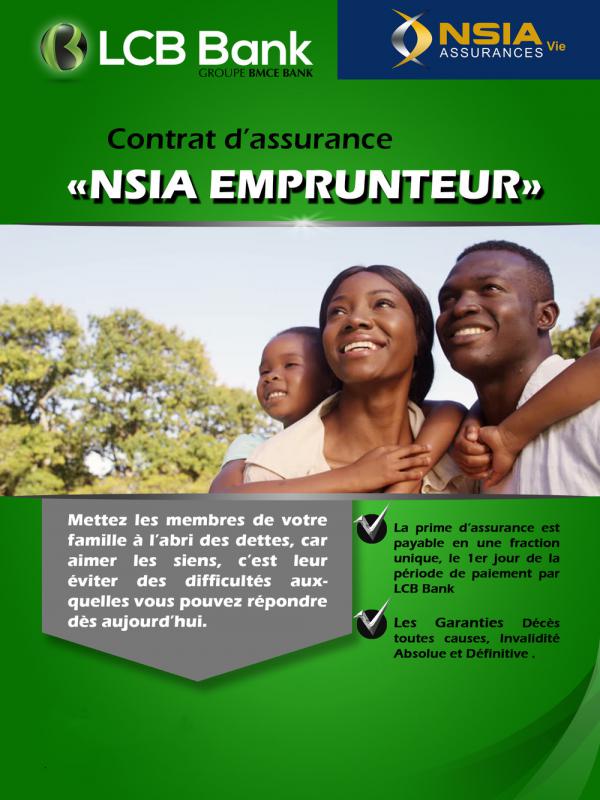 LCB Bank
GROUPE BMCE BANK
NSIA
ASSURANCES Vie
Contrat d'assurance
«NSIA EMPRUNTEUR»
Mettez les membres de votre
famille à l'abri des dettes, car
aimer les siens, c'est leur
éviter des difficultés aux-
quelles vous pouvez répondre
dès aujourd'hui.
La prime d'assurance est
payable en une fraction
unique, le 1er jour de la
période de paiement par
LCB Bank
Les Garanties Décès
toutes causes, Invalidité
Absolue et Définitive .